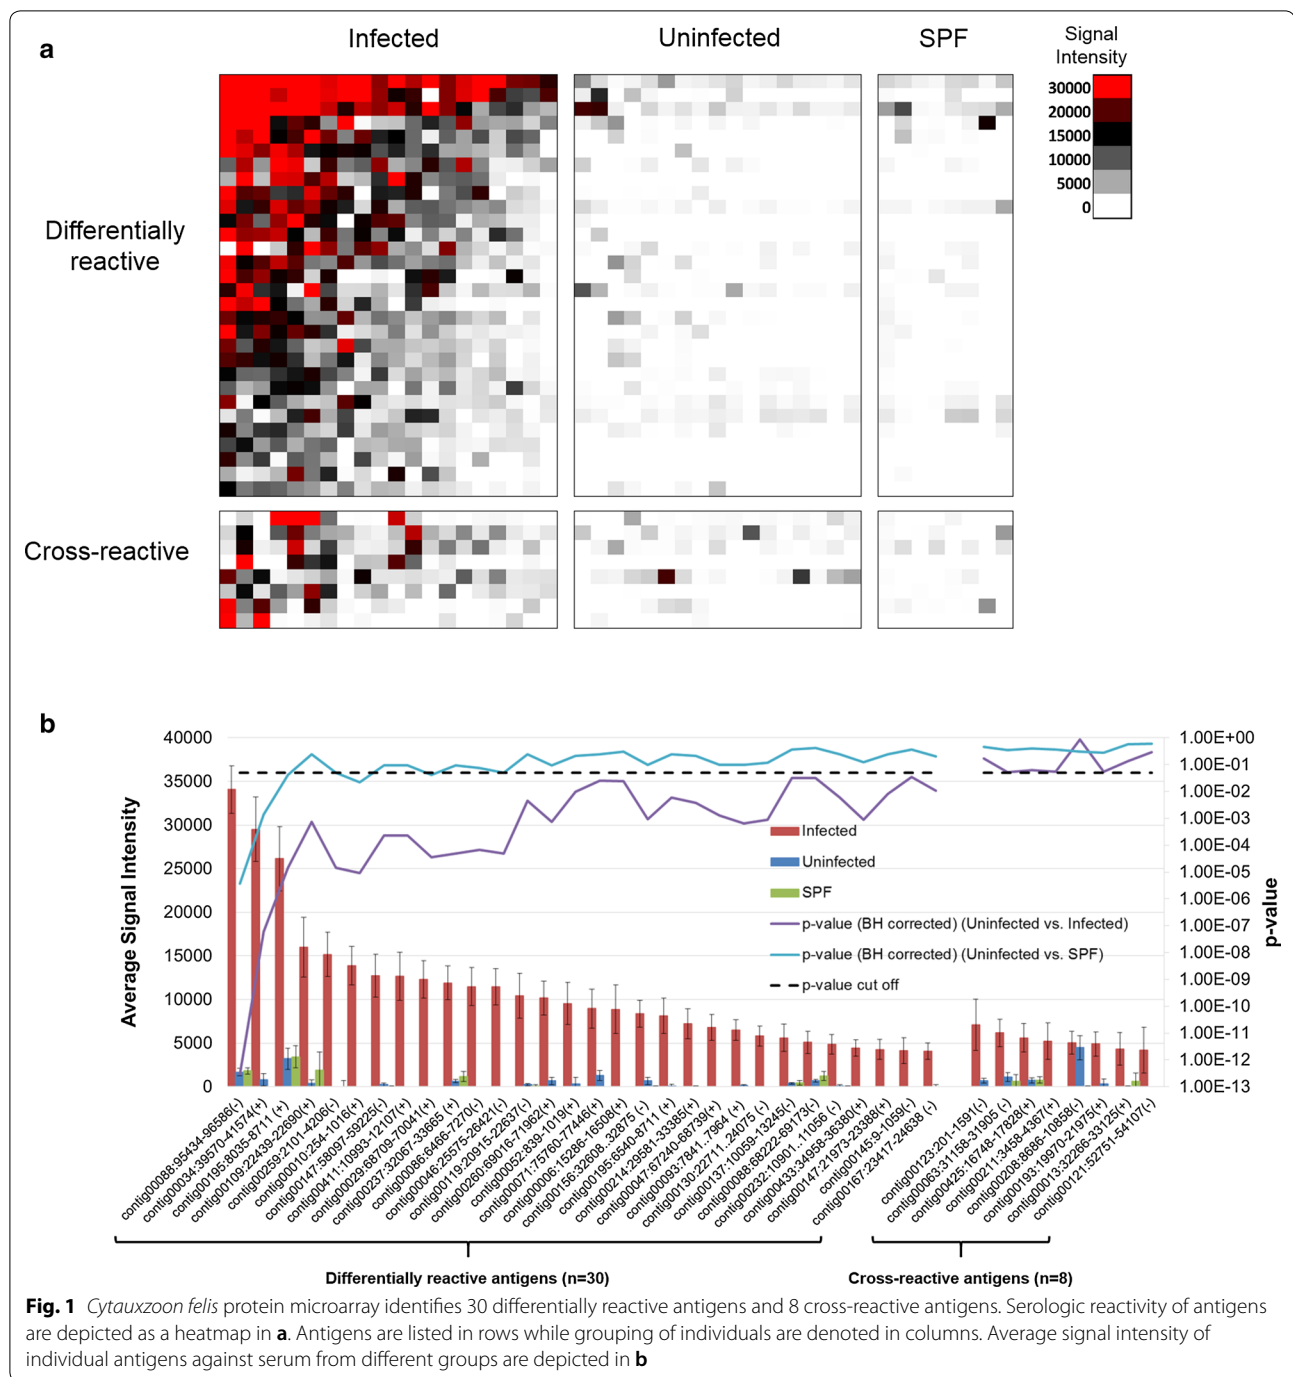 a
Infected
Uninfected
SPF
Signal
Intensity
30000
20000
15000
10000
5000
0
Differentially
reactive
Cross-reactive
b
40000
35000
30000
25000
20000
15000
10000
5000
0
Average Signal Intensity
1.00E+00
1.00E-01
1.00E-02
1.00E-03
1.00E-04
1.00E-05
1.00E-06
1.00E-07
1.00E-08
1.00E-09
1.00E-10
1.00E-11
1.00E-12
1.00E-13
p-value
Infected
Uninfected
SPF
p-value (BH corrected) (Uninfected vs. Infected)
p-value (BH corrected) (Uninfected vs. SPF)
p-value cut off
contig00088:95434-96586(-)
contig00034:39570-41574(+)
contig00195:8035-8711 (+)
contig00109:22439-22690(+)
contig00259:2101-4206(-)
contig00010:254-1016(+)
contig00147:58097-59225(-)
contig00411:10993-12107(+)
contig00029:68709-70041(+)
contig00237:32067-33665 (+)
contig00086:6466-7270(-)
contig00046:25575-26421(-)
contig00119:20915-22637(-)
contig00260:69016-71962(+)
contig00052:839-1019(+)
contig00071:75760-77446(+)
contig00006:15286-16508(+)
contig00156:32608..32875 (-)
contig00195:6540-8711 (+)
contig00214:2981-33385(+)
contig00047:67240-68739(+)
contig00093:7841..7964 (+)
contig00130:22711..24075 (-)
contig00137:10059-13245(-)
contig00088:68222-69173(-)
contig00232:10901..11056 (-)
contig00433:34958-36380(+)
contig00147:21973-23388(+)
contig00145:9-1059(-)
contig00167:23417-24638 (-)
contig00123:201-1591(-)
contig00063:31158-31905 (-)
contig00425:16748-17828(+)
contig00211:3458-4367(+)
contig00208:8686-10858(-)
contig00193:19970-21975(+)
contig00013:32266-33125(+)
contig00121:52751-54107(-)
Differentially reactive antigens (n=30)
Cross-reactive antigens (n=8)
Fig. 1 Cytauxzoon felis protein microarray identifies 30 differentially reactive antigens and 8 cross-reactive antigens. Serologic reactivity of antigens
are depicted as a heatmap in a. Antigens are listed in rows while grouping of individuals are denoted in columns. Average signal intensity of
individual antigens against serum from different groups are depicted in b